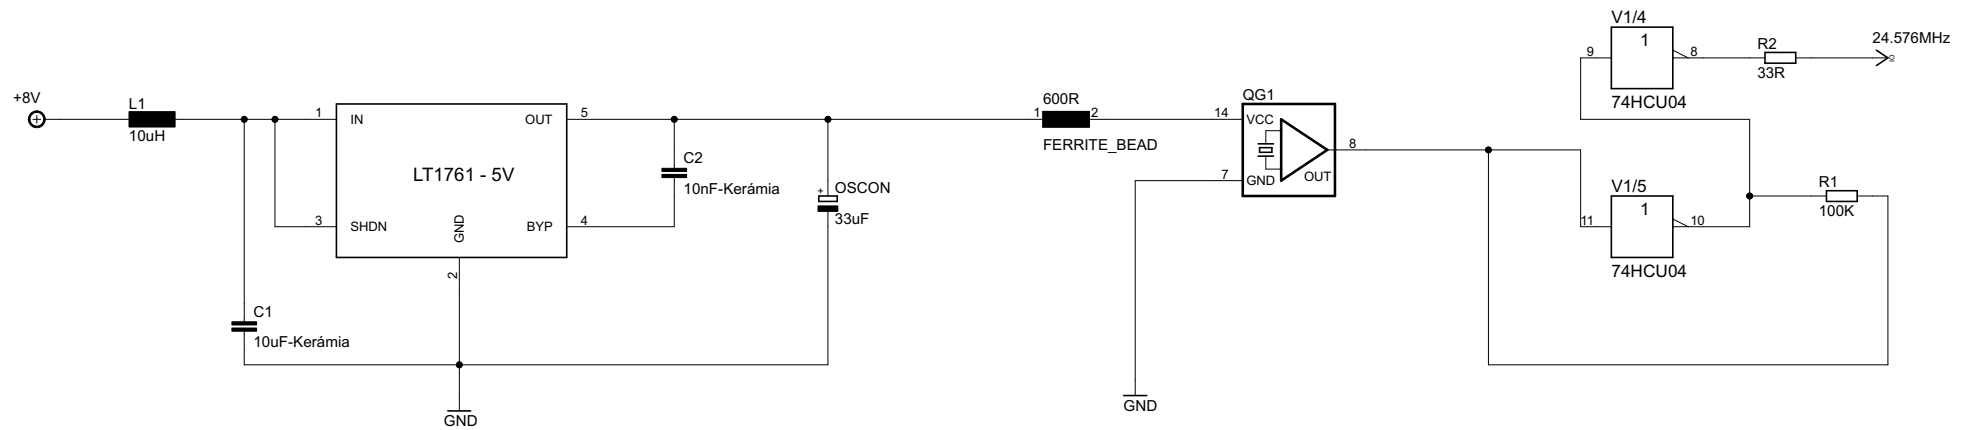 +8V
L1
10uH
1
IN
OUT
5
LT1761 - 5V
3
SHDN
GND
BYP
4
2
C1
10uF-Kerámia
GND
C2
10nF-Kerámia
+
OSCON
33uF
600R
1
2
FERRITE_BEAD
QG1
14
VCC
7
GND
OUT
8
GND
V1/4
1
9
8
74HCU04
R2
33R
24.576MHz
V1/5
1
11
10
74HCU04
R1
100K